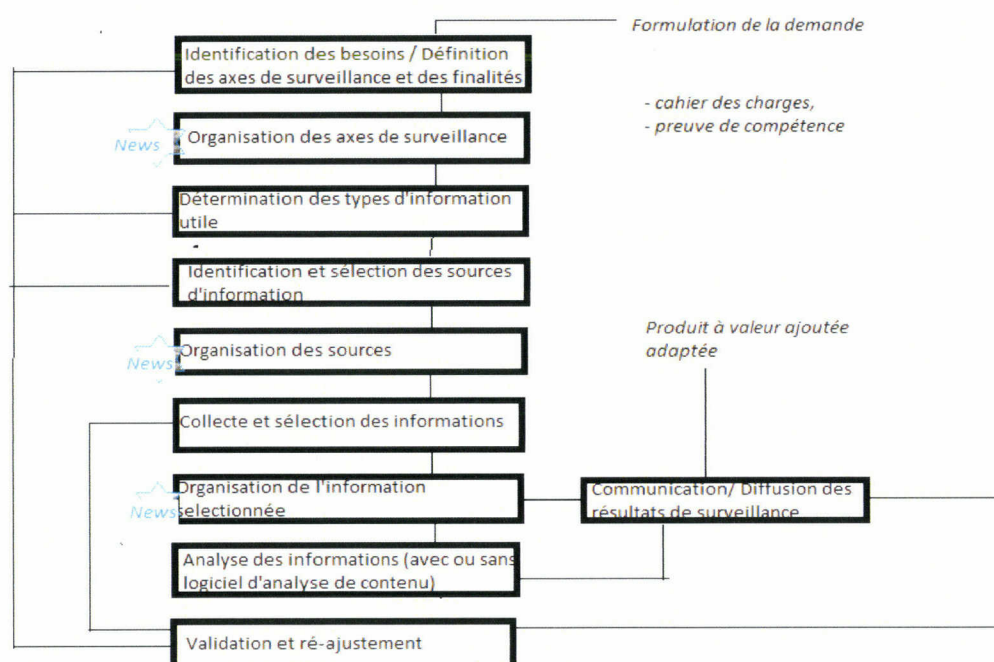 Formulation de la demande
Identification des besoins / Définition
des axes de surveillance et des finalités
- cahier des charges,
- preuve de compétence
News
Organisation des axes de surveillance
Détermination des types d'information
utile
Identification et sélection des sources
d'information
Produit à valeur ajoutée
adaptée
News
Organisation des sources
Collecte et sélection des informations
News
Organisation de l'information
selectionnée
Communication/ Diffusion des
résultats de surveillance
Analyse des informations (avec ou sans
logiciel d'analyse de contenu)
Validation et ré-ajustement